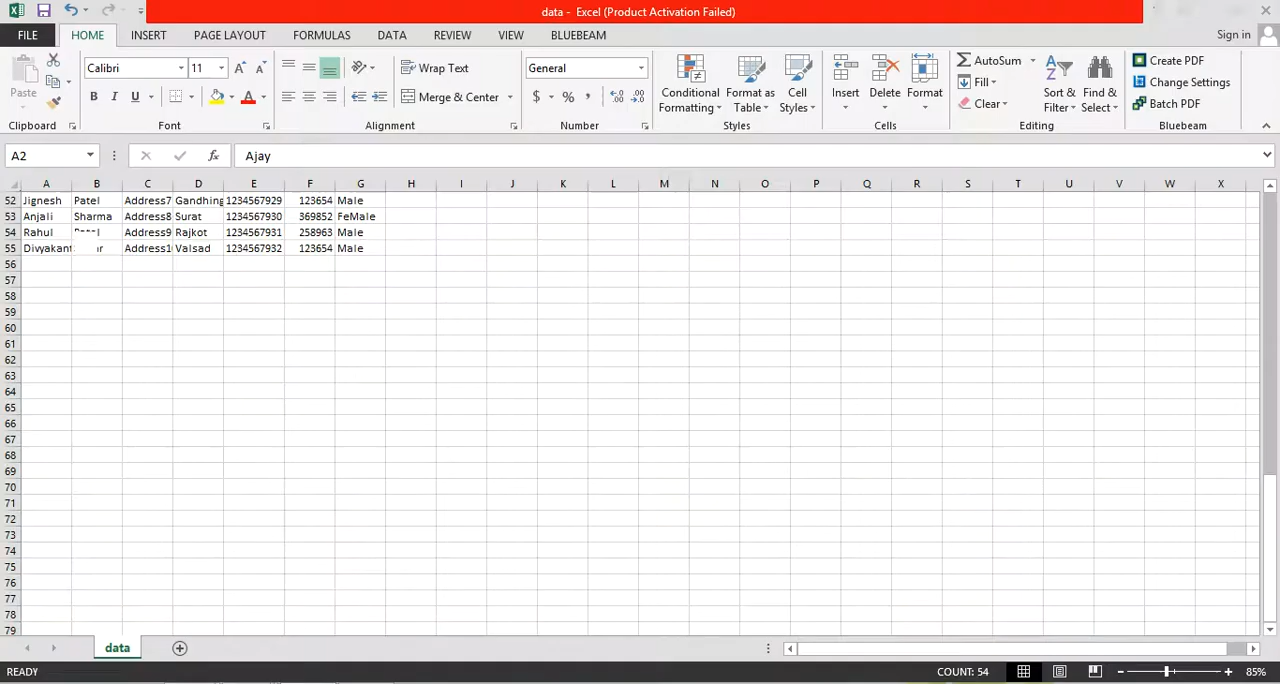 data - Excel (Product Activation Failed)
FILE HOME INSERT PAGE LAYOUT FORMULAS DATA REVIEW VIEW BLUEBEAM Sign in
Paste Calibri 11 Wrap Text General Conditional Formatting Format as Table Cell Styles Insert Delete Format AutoSum Fill Clear Sort & Filter Find & Select Create PDF
B I U Merge & Center $ % Change Settings
Batch PDF
Clipboard Font Alignment Number Styles Cells Editing Bluebeam
A2 fx Ajay
A B C D E F G H I J K L M N O P Q R S T U V W X
52 Jignesh Patel Address7 Gandhing 1234567929 123654 Male
53 Anjali Sharma Address8 Surat 1234567930 369852 FeMale
54 Rahul Address9 Rajkot 1234567931 258963 Male
55 Divyakant Address1 Valsad 1234567932 123654 Male
56
57
58
59
60
61
62
63
64
65
66
67
68
69
70
71
72
73
74
75
76
77
78
79
data
READY COUNT: 54 85%